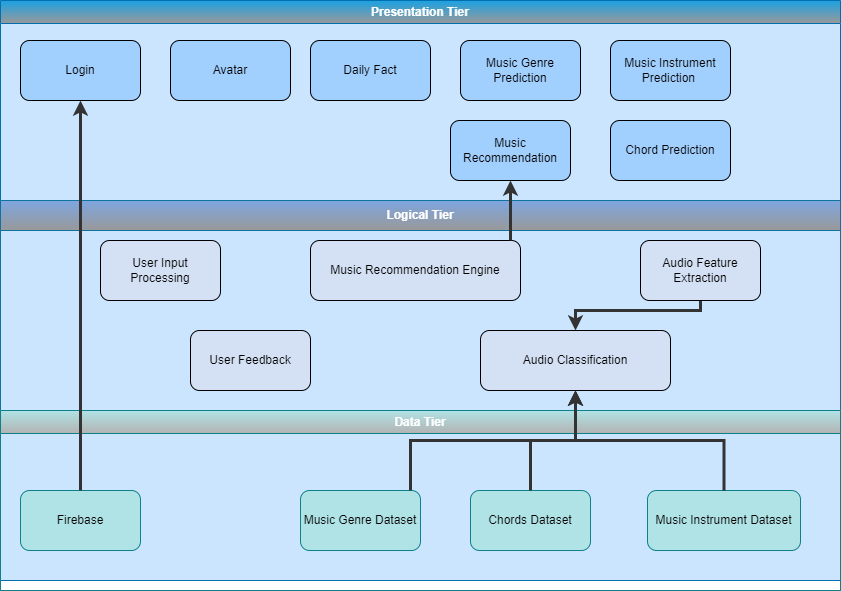 Presentation Tier
Login
Avatar
Daily Fact
Music Genre
Prediction
Music Instrument
Prediction
Music
Recommendation
Chord Prediction
Logical Tier
User Input
Processing
Music Recommendation Engine
Audio Feature
Extraction
User Feedback
Audio Classification
Data Tier
Firebase
Music Genre Dataset
Chords Dataset
Music Instrument Dataset